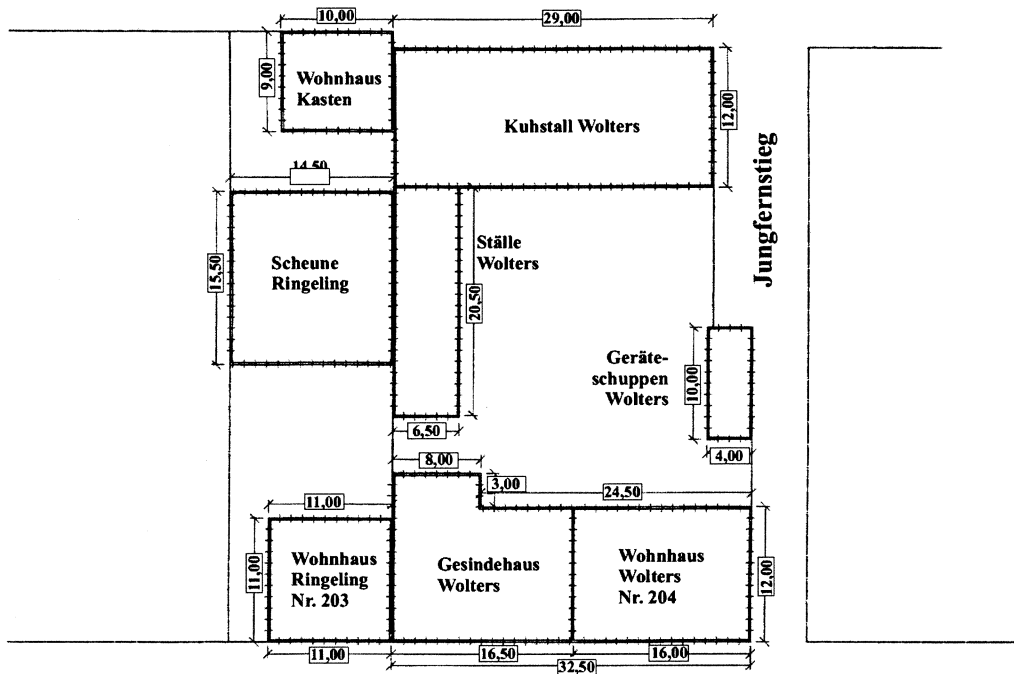 10,00
29,00
9,00
Wohnhaus
Kasten
Kuhstall Wolters
12,00
Jungfernstieg
14,50
15,50
Scheune
Ringeling
Ställe
Wolters
20,50
Geräte-
schuppen
Wolters
10,00
6,50
4,00
8,00
3,00
24,50
11,00
11,00
Wohnhaus
Ringeling
Nr. 203
Gesindehaus
Wolters
Wohnhaus
Wolters
Nr. 204
12,00
11,00
16,50
16,00
32,50